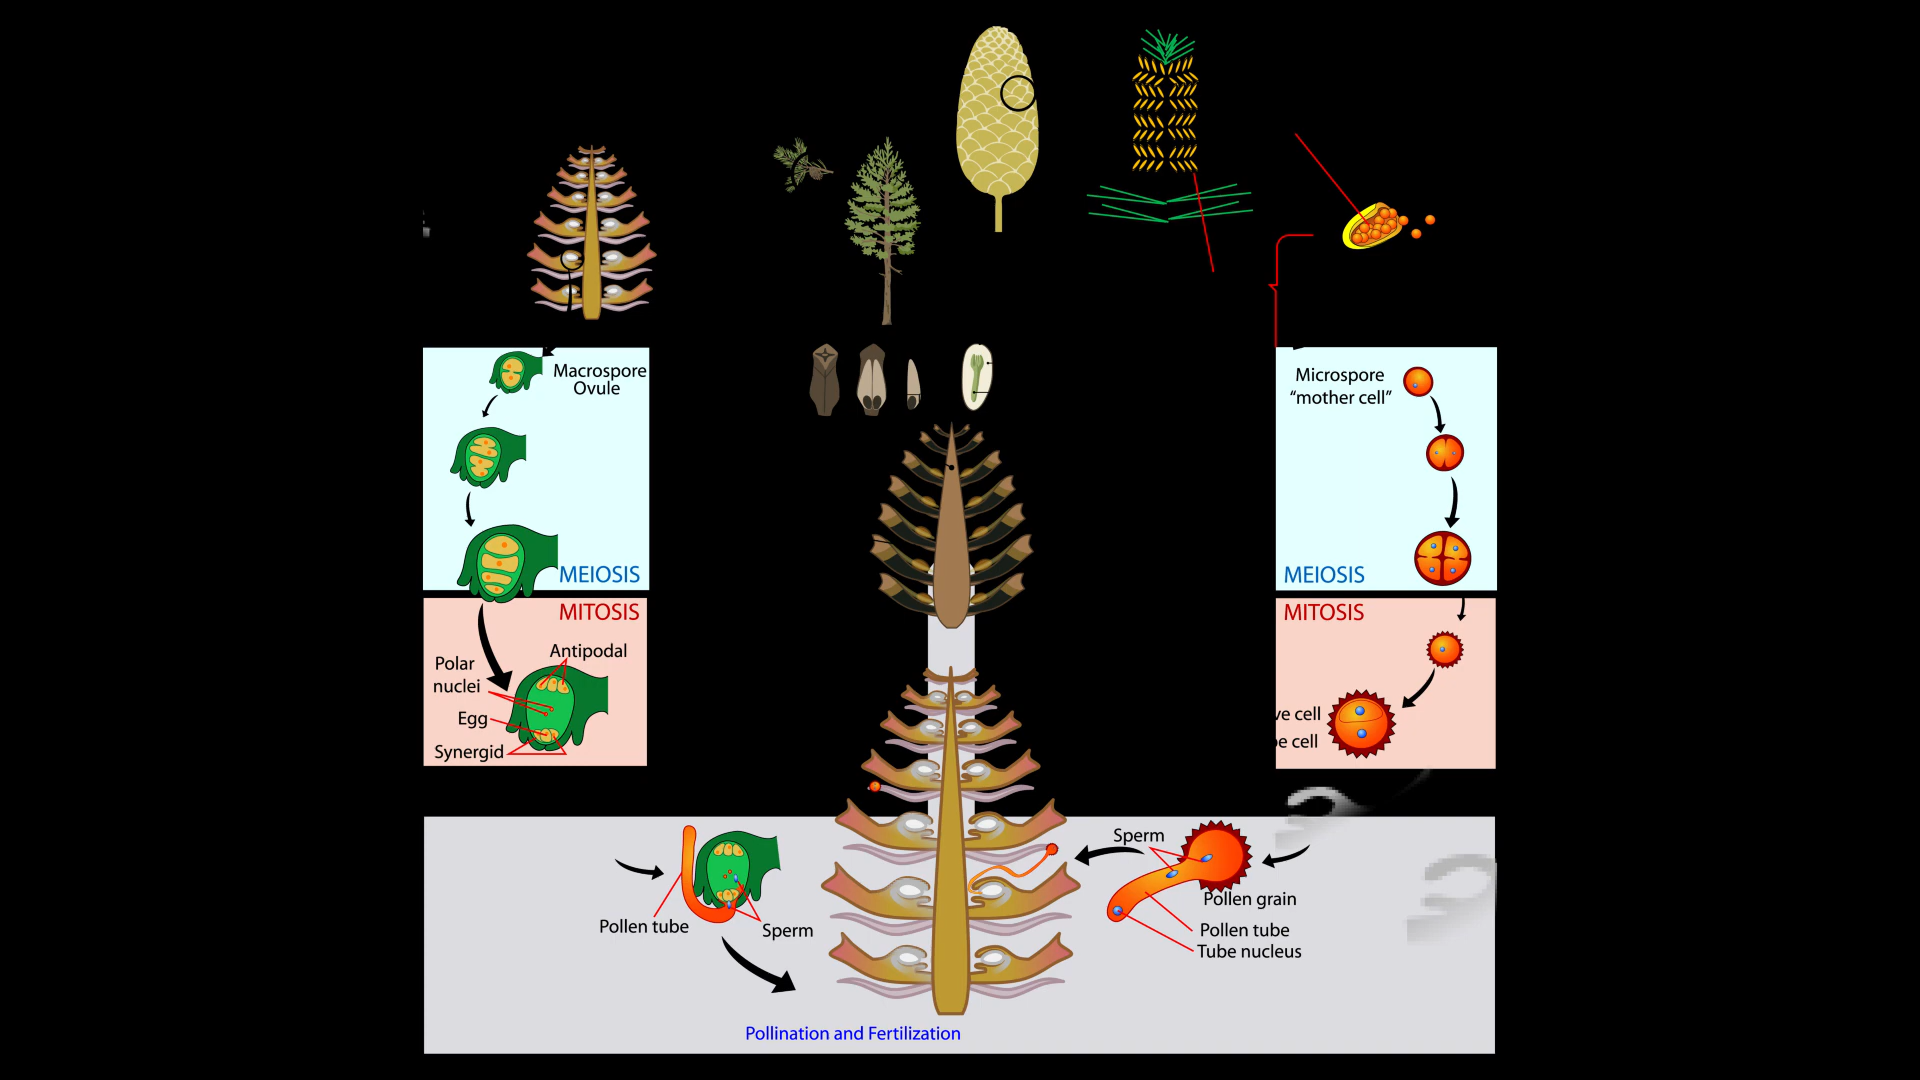 Macrospore
Ovule
MEIOSIS
MITOSIS
Antipodal
Polar
nuclei
Egg
Synergid
Microspore
“mother cell”
MEIOSIS
MITOSIS
cell
cell
Sperm
Pollen grain
Pollen tube
Tube nucleus
Pollen tube
Sperm
Pollination and Fertilization